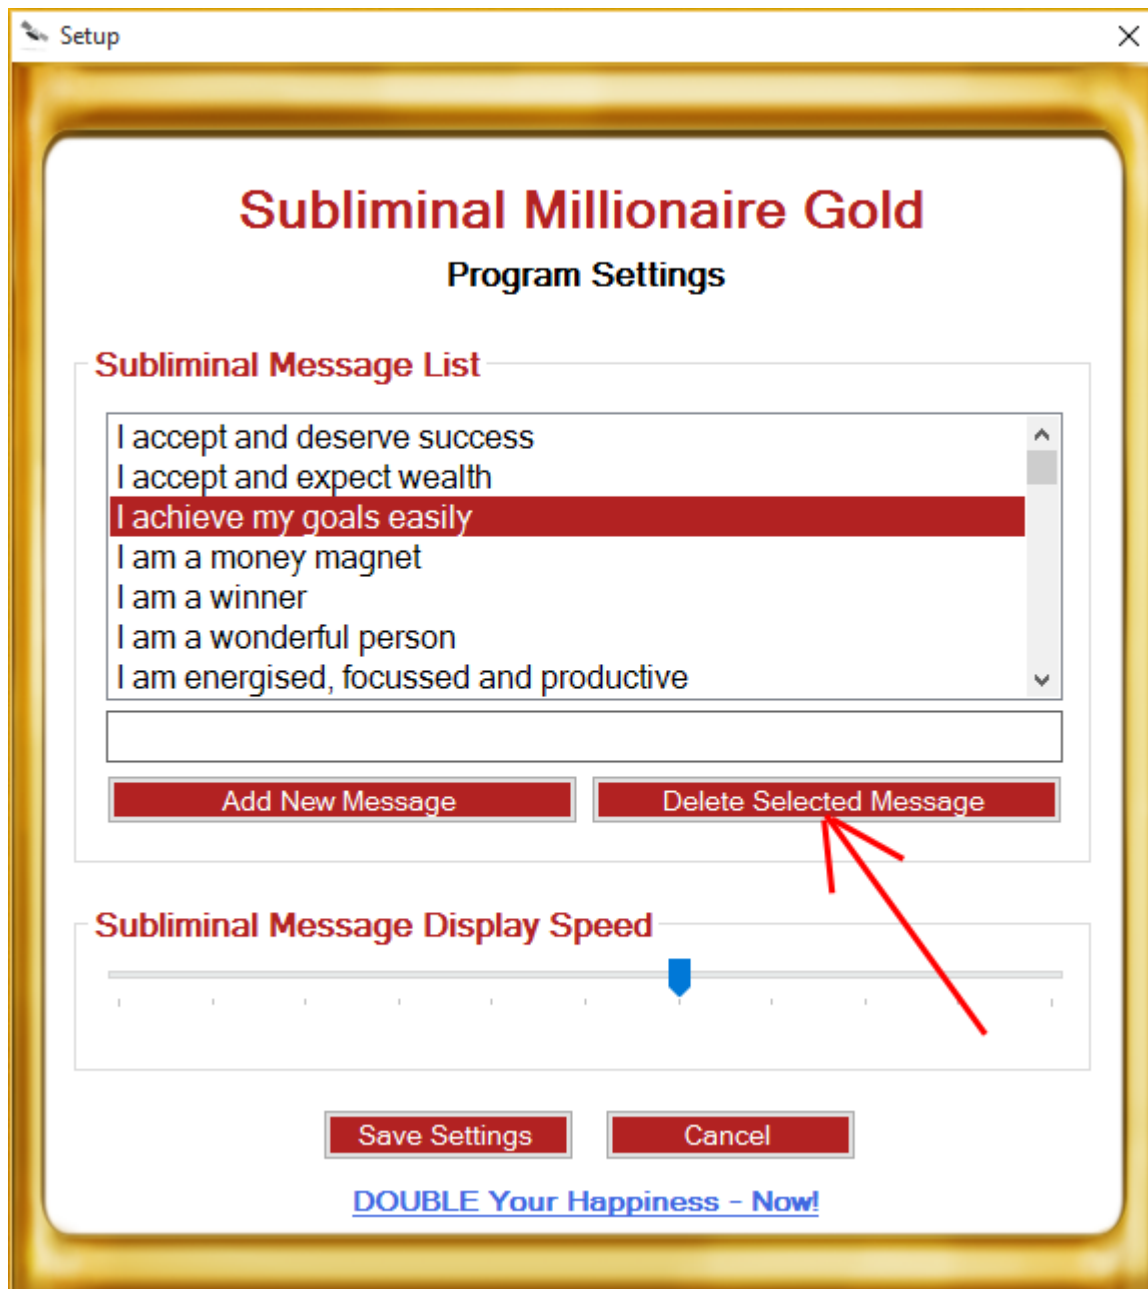 Setup
Subliminal Millionaire Gold
Program Settings
Subliminal Message List
I accept and deserve success
I accept and expect wealth
I achieve my goals easily
I am a money magnet
I am a winner
I am a wonderful person
I am energised, focussed and productive
Add New Message
Delete Selected Message
Subliminal Message Display Speed
Save Settings
Cancel
DOUBLE Your Happiness - Now!